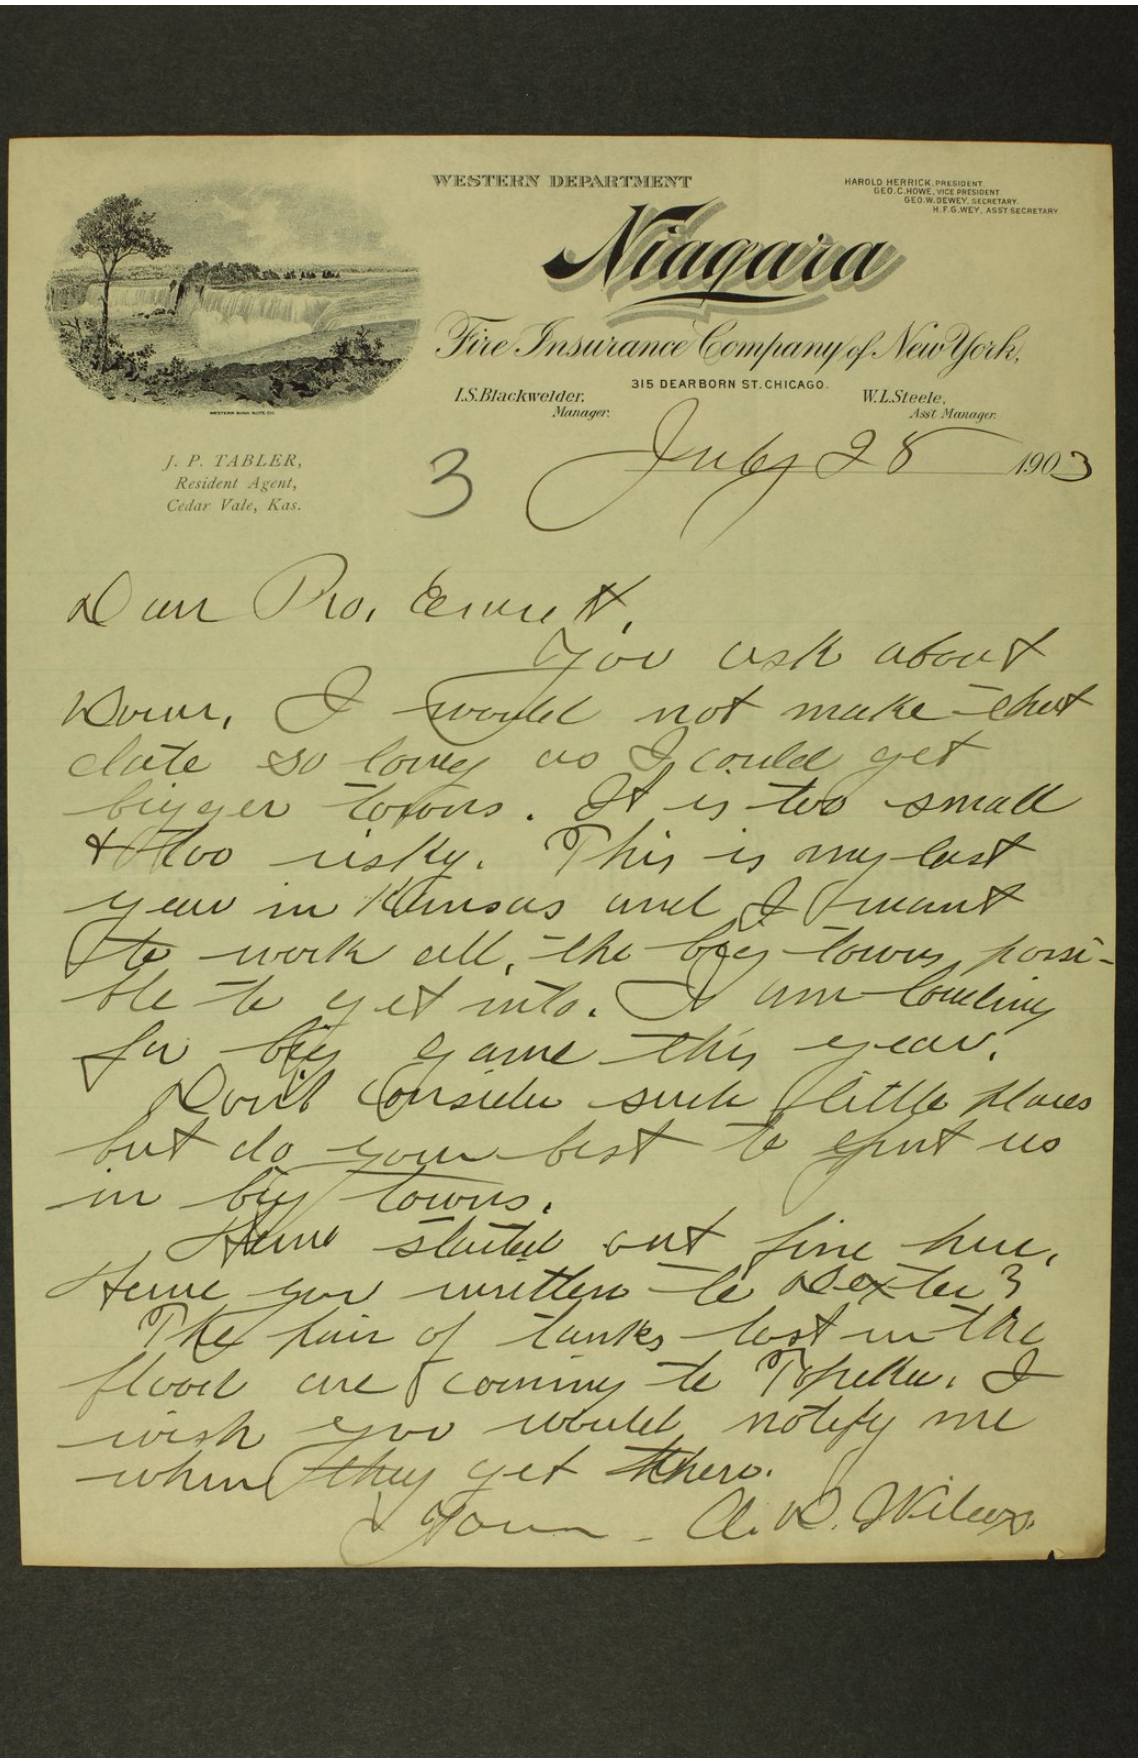 WESTERN DEPARTMENT
HAROLD HERRICK, PRESIDENT
GEO. C. HOWE, VICE PRESIDENT
GEO. W. DEWEY, SECRETARY.
H. F. G. WEY, ASST SECRETARY
Niagara
Fire Insurance Company of New York,
315 DEARBORN ST. CHICAGO.
I.S. Blackwelder,
Manager.
W.L. Steele,
Ass't Manager.
WESTERN BANK NOTE CO.
J. P. TABLER,
Resident Agent,
Cedar Vale, Kas.
3
July 28 1903
Dear Bro,
You ask about
I would not make that
date so long as I could get
bigger towns. It is too small
& too risky. This is my last
year in Kansas and I want
to work all the big towns possi-
ble to get into. I am
for big game this year.
Don't consider such little places
but do your best to put us
in big towns.
Have started out fine here.
Have you written to Dexter?
The pair of tanks lost in the
flood are coming to Topeka. I
wish you would notify me
when they get there.
Yours - A. D. Wilcox.